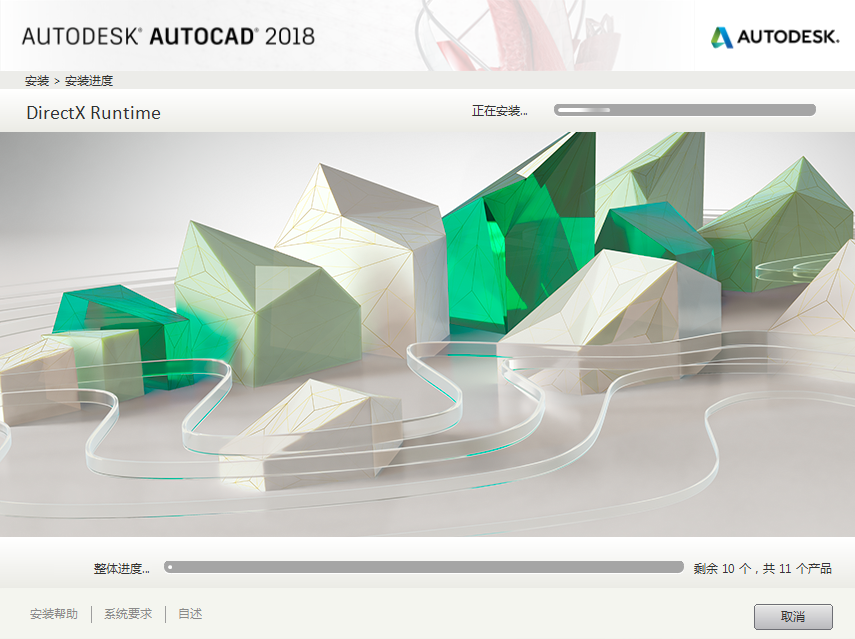 AUTODESK® AUTOCAD® 2018
AUTODESK.
安装 > 安装进度
DirectX Runtime
正在安装...
整体进度...
剩余 10 个，共 11 个产品
安装帮助
系统要求
自述
取消